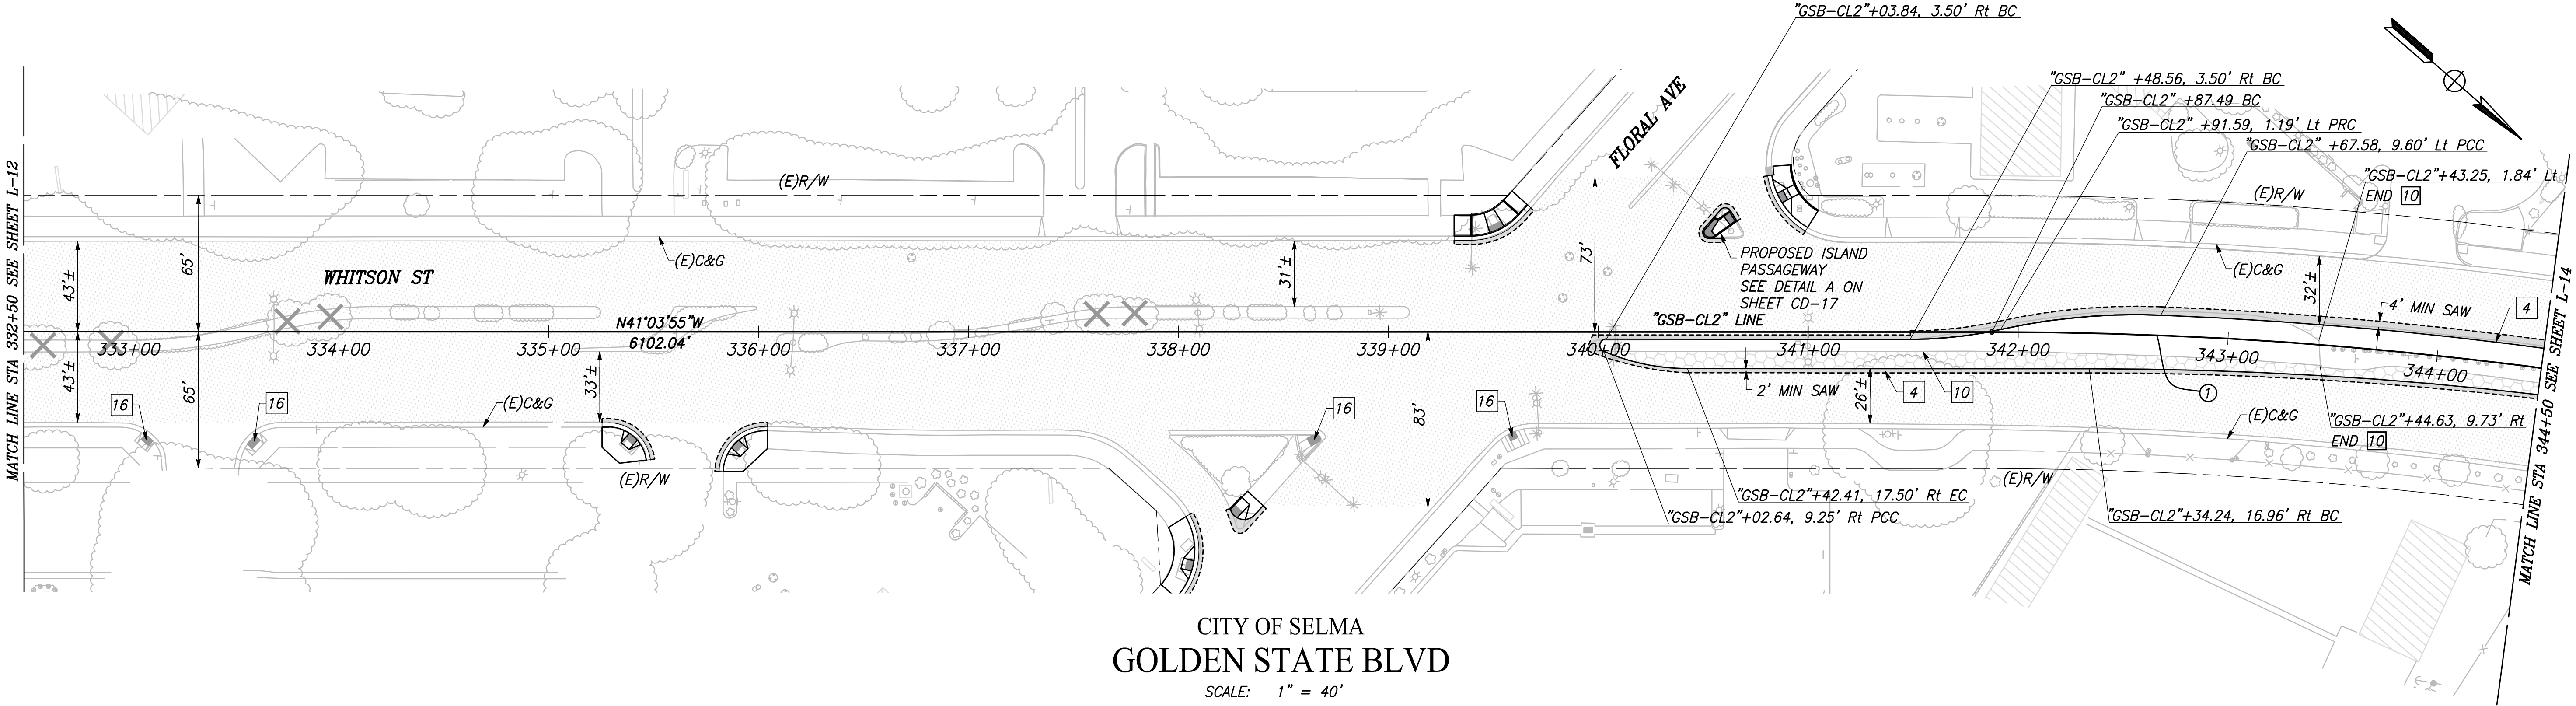 "GSB-CL2"+03.84, 3.50' Rt BC
"GSB-CL2" +48.56, 3.50' Rt BC
"GSB-CL2" +87.49 BC
"GSB-CL2" +91.59, 1.19' Lt PRC
"GSB-CL2" +67.58, 9.60' Lt PCC
"GSB-CL2"+43.25, 1.84' Lt
END 10
FLORAL AVE
(E)R/W
(E)R/W
MATCH LINE STA 332+50 SEE SHEET L-12
43'±
65'
WHITSON ST
(E)C&G
31'±
73'
PROPOSED ISLAND
PASSAGEWAY
SEE DETAIL A ON
SHEET CD-17
(E)C&G
32'±
4' MIN SAW
4
N41°03'55"W
6102.04'
"GSB-CL2" LINE
333+00
334+00
335+00
336+00
337+00
338+00
339+00
340+00
341+00
342+00
343+00
344+00
43'±
65'
33'±
83'
2' MIN SAW
4
10
26'±
1
16
16
(E)C&G
16
16
(E)C&G
"GSB-CL2"+44.63, 9.73' Rt
END 10
(E)R/W
(E)R/W
"GSB-CL2"+42.41, 17.50' Rt EC
"GSB-CL2"+02.64, 9.25' Rt PCC
"GSB-CL2"+34.24, 16.96' Rt BC
MATCH LINE STA 344+50 SEE SHEET L-14
CITY OF SELMA
GOLDEN STATE BLVD
SCALE: 1" = 40'